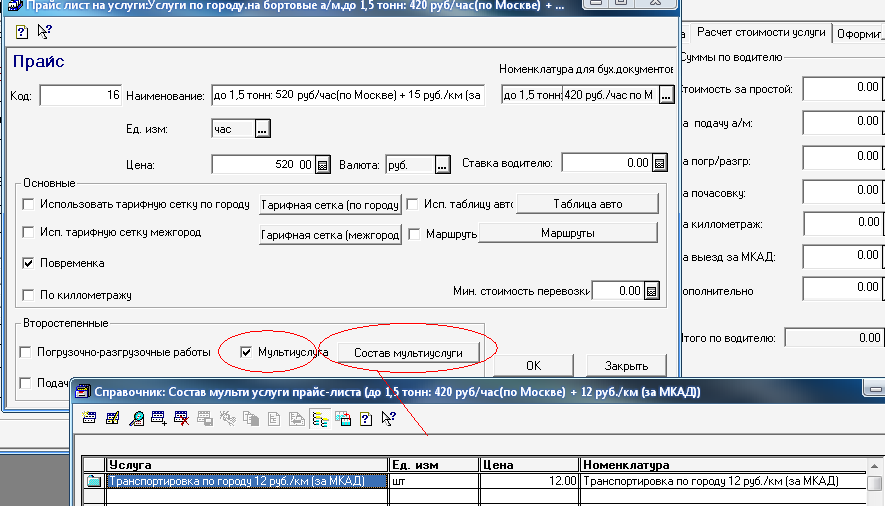 Прайс лист на услуги:Услуги по городу.на бортовые а/м.до 1,5 тонн: 420 руб/час(по Москве) + ...
Расчет стоимости услуги Оформи
Прайс
Номенклатура для бух.документов
Суммы по водителю
Код: 16 Наименование: до 1,5 тонн: 520 руб/час(по Москве) + 15 руб./км (за до 1,5 тонн: 420 руб./час по М ...
тоимость за простой: 0.00
Ед. изм: час ...
а подачу а/м: 0.00
Цена: 520 00 Валюта: руб. ... Ставка водителю: 0.00
а погр/разгр: 0.00
Основные
а почасовку: 0.00
Использовать тарифную сетку по городу Тарифная сетка (по городу Исп. таблицу авто Таблица авто
а киллометраж: 0.00
Исп. тарифную сетку межгород Тарифная сетка (межгород Маршруть Маршруты
Повременка
а выезд за МКАД: 0.00
По киллометражу Мин. стоимость перевозки 0.00
ополнительно 0.00
Второстепенные
Итого по водителю: 0.00
Погрузочно-разгрузочные работы Мультиуслуга Состав мультиуслуги OK Закрыть
Подач
Справочник: Состав мульти услуги прайс-листа (до 1,5 тонн: 420 руб/час(по Москве) + 12 руб./км (за МКАД))
Услуга Ед. изм Цена Номенклатура
Транспортировка по городу 12 руб./км (за МКАД) шт 12.00 Транспортировка по городу 12 руб./км (за МКАД)